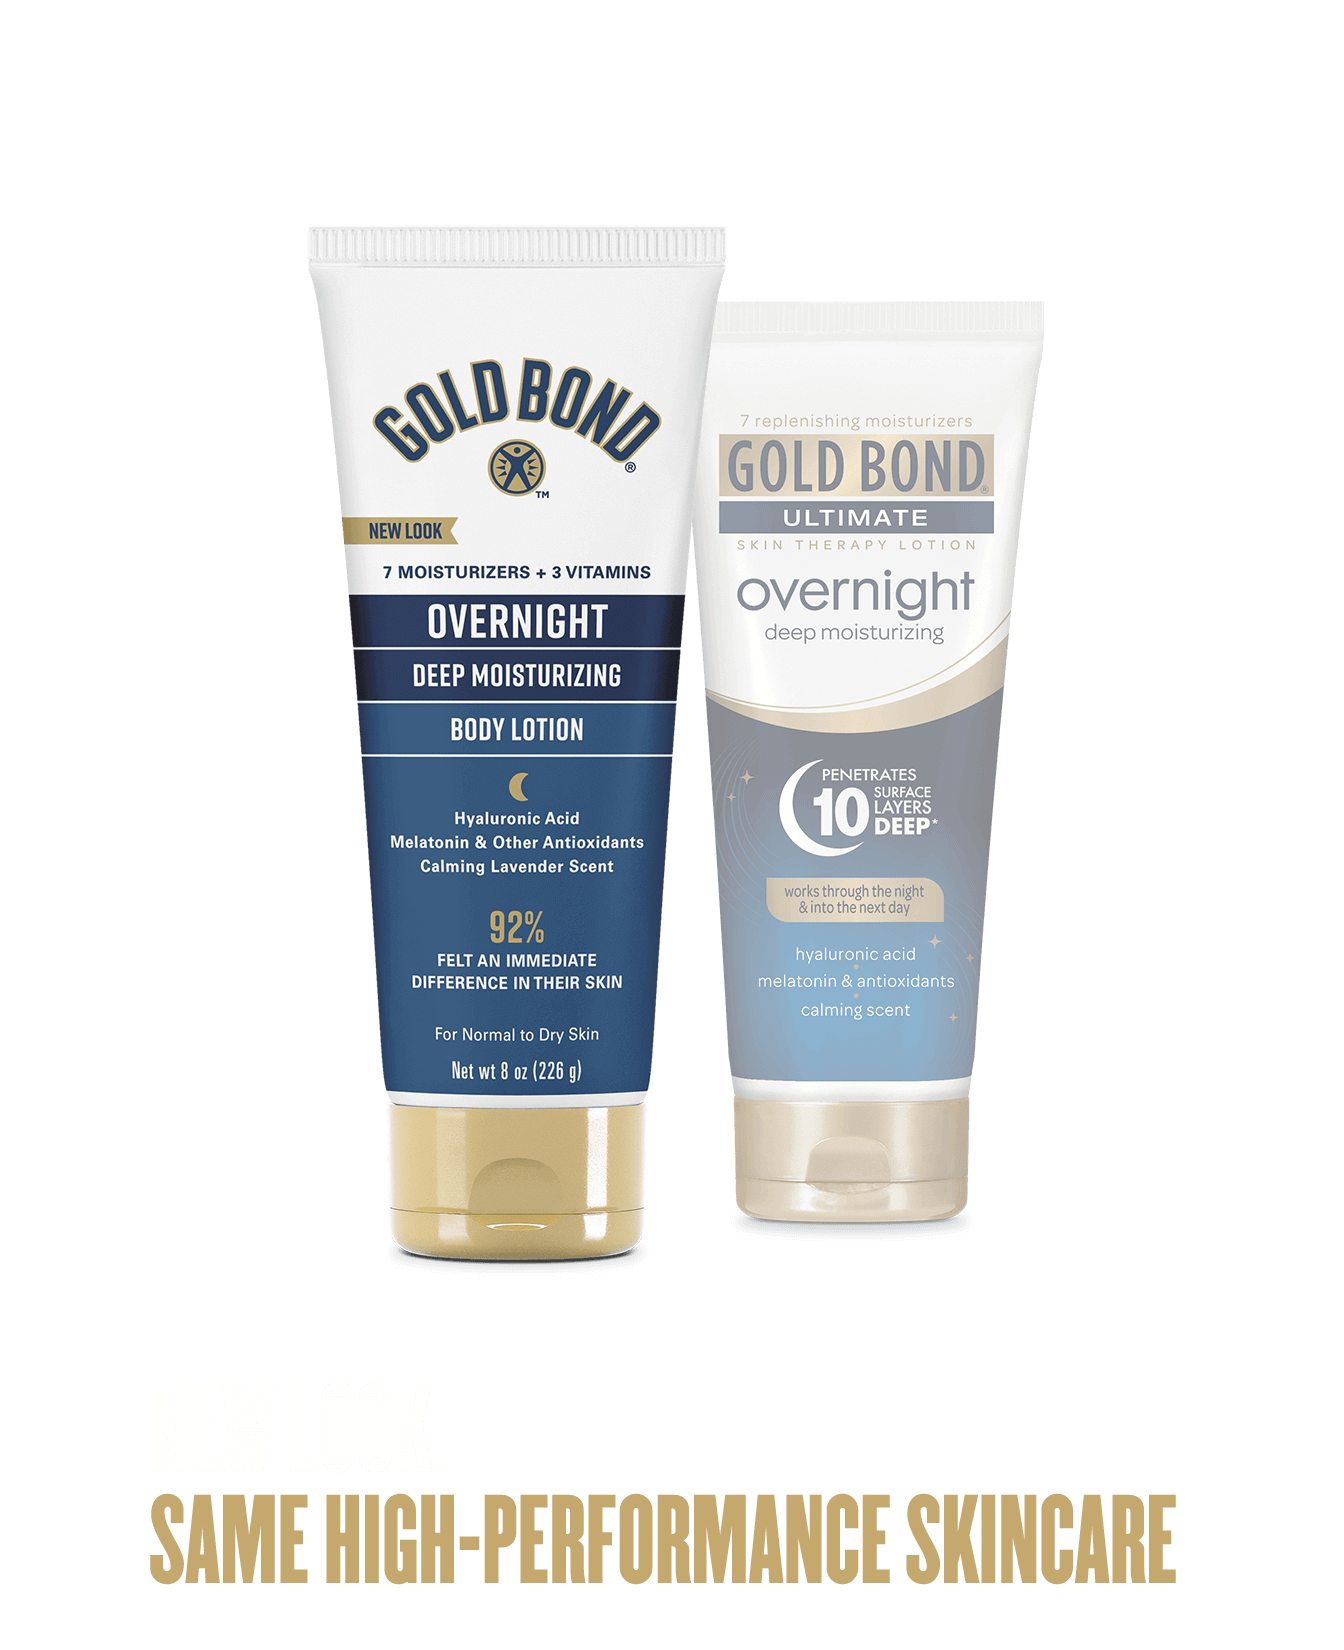 GOLD BOND®
™
NEW LOOK
7 MOISTURIZERS + 3 VITAMINS
OVERNIGHT
DEEP MOISTURIZING
BODY LOTION
Hyaluronic Acid
Melatonin & Other Antioxidants
Calming Lavender Scent
92%
FELT AN IMMEDIATE
DIFFERENCE IN THEIR SKIN
For Normal to Dry Skin
Net wt 8 oz (226 g)
7 replenishing moisturizers
GOLD BOND®
ULTIMATE
SKIN THERAPY LOTION
overnight
deep moisturizing
PENETRATES
10 SURFACE
LAYERS
DEEP*
works through the night
& into the next day
hyaluronic acid
melatonin & antioxidants
calming scent
SAME HIGH-PERFORMANCE SKINCARE